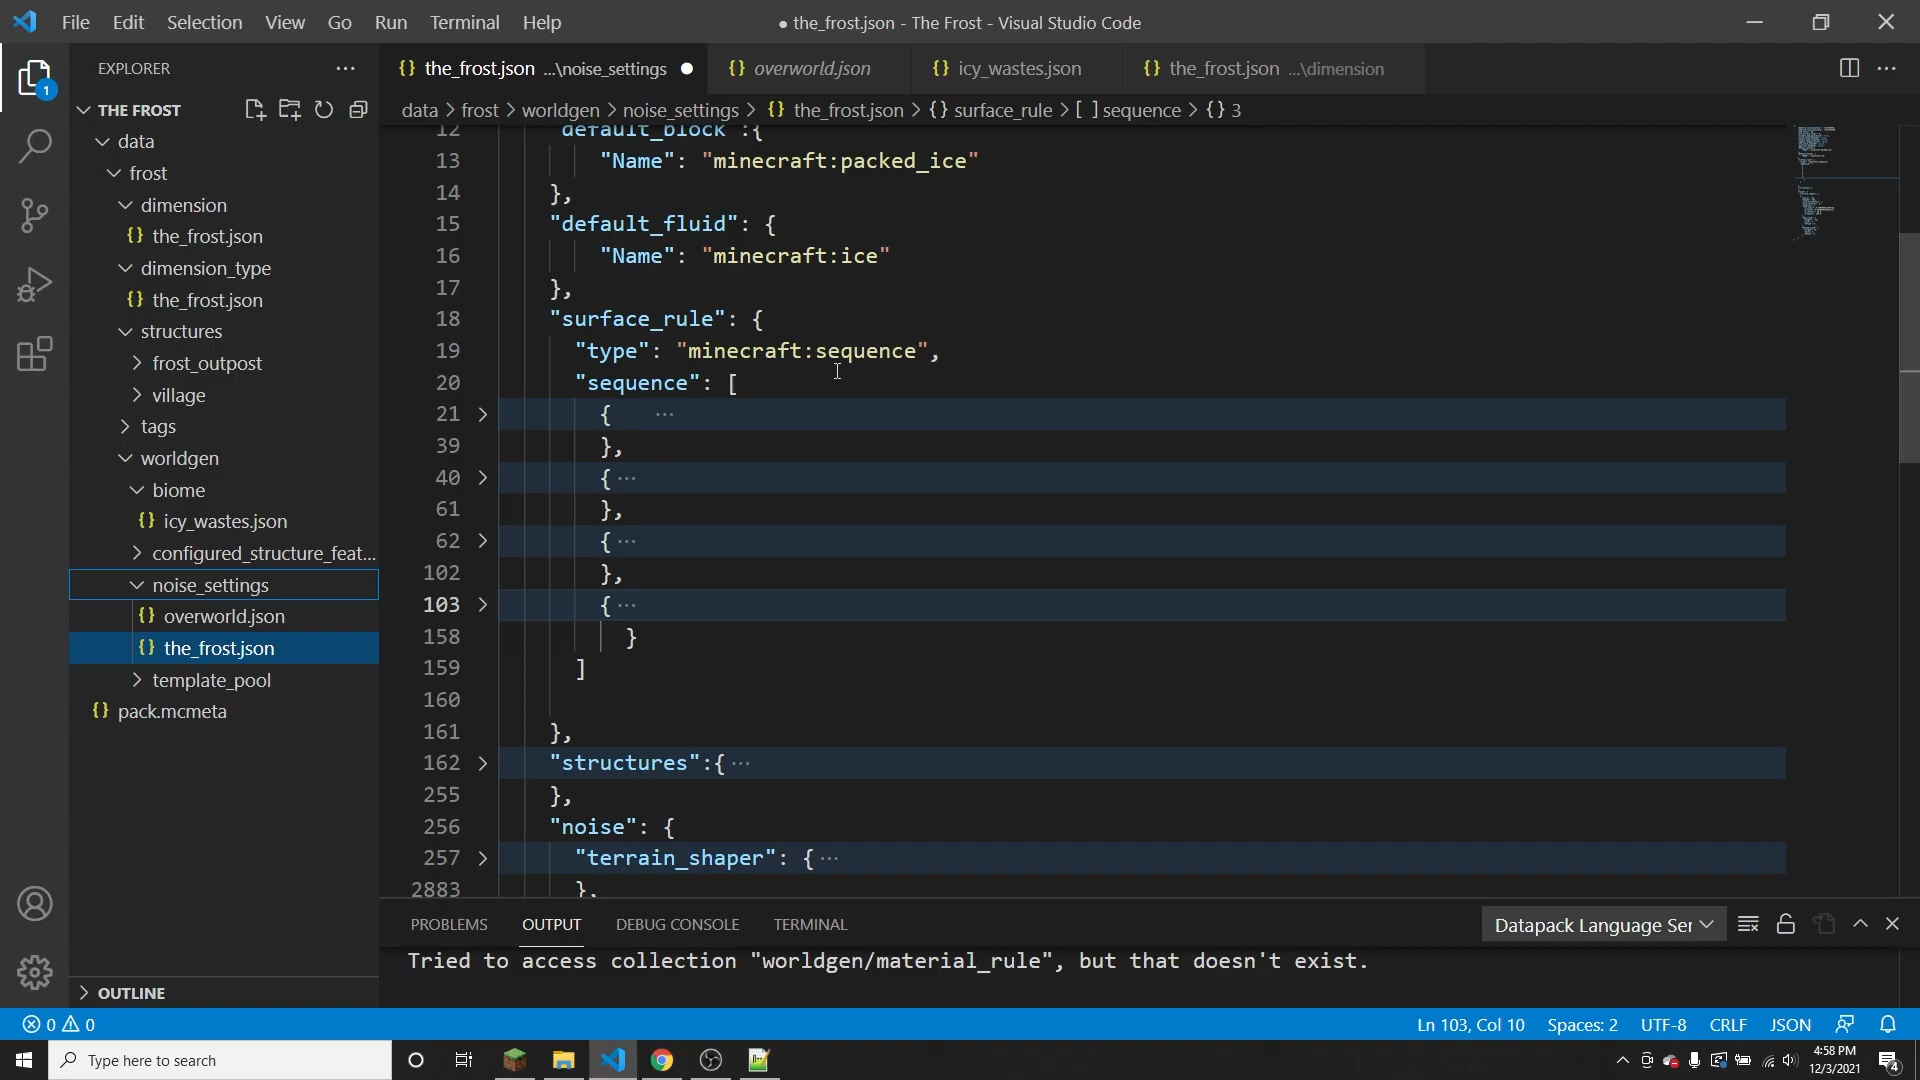 File Edit Selection View Go Run Terminal Help
● the_frost.json - The Frost - Visual Studio Code
EXPLORER
{} the_frost.json ...\noise_settings ●
{} overworld.json
{} icy_wastes.json
{} the_frost.json ...\dimension
THE FROST
data > frost > worldgen > noise_settings > {} the_frost.json > {} surface_rule > [ ] sequence > {} 3
1
data
frost
dimension
{} the_frost.json
dimension_type
{} the_frost.json
structures
frost_outpost
village
tags
worldgen
biome
{} icy_wastes.json
configured_structure_feat...
noise_settings
{} overworld.json
{} the_frost.json
template_pool
{} pack.mcmeta
OUTLINE
12 default_block":{
13 "Name": "minecraft:packed_ice"
14 },
15 "default_fluid": {
16 "Name": "minecraft:ice"
17 },
18 "surface_rule": {
19 "type": "minecraft:sequence",
20 "sequence": [
21 > { ...
39 },
40 > {...
61 },
62 > {...
102 },
103 > {...
158 }
159 ]
160
161 },
162 > "structures":{...
255 },
256 "noise": {
257 > "terrain_shaper": {...
2883 },
PROBLEMS OUTPUT DEBUG CONSOLE TERMINAL
Datapack Language Ser
Tried to access collection "worldgen/material_rule", but that doesn't exist.
0 0
Ln 103, Col 10 Spaces: 2 UTF-8 CRLF JSON
Type here to search
4:58 PM
12/3/2021
4